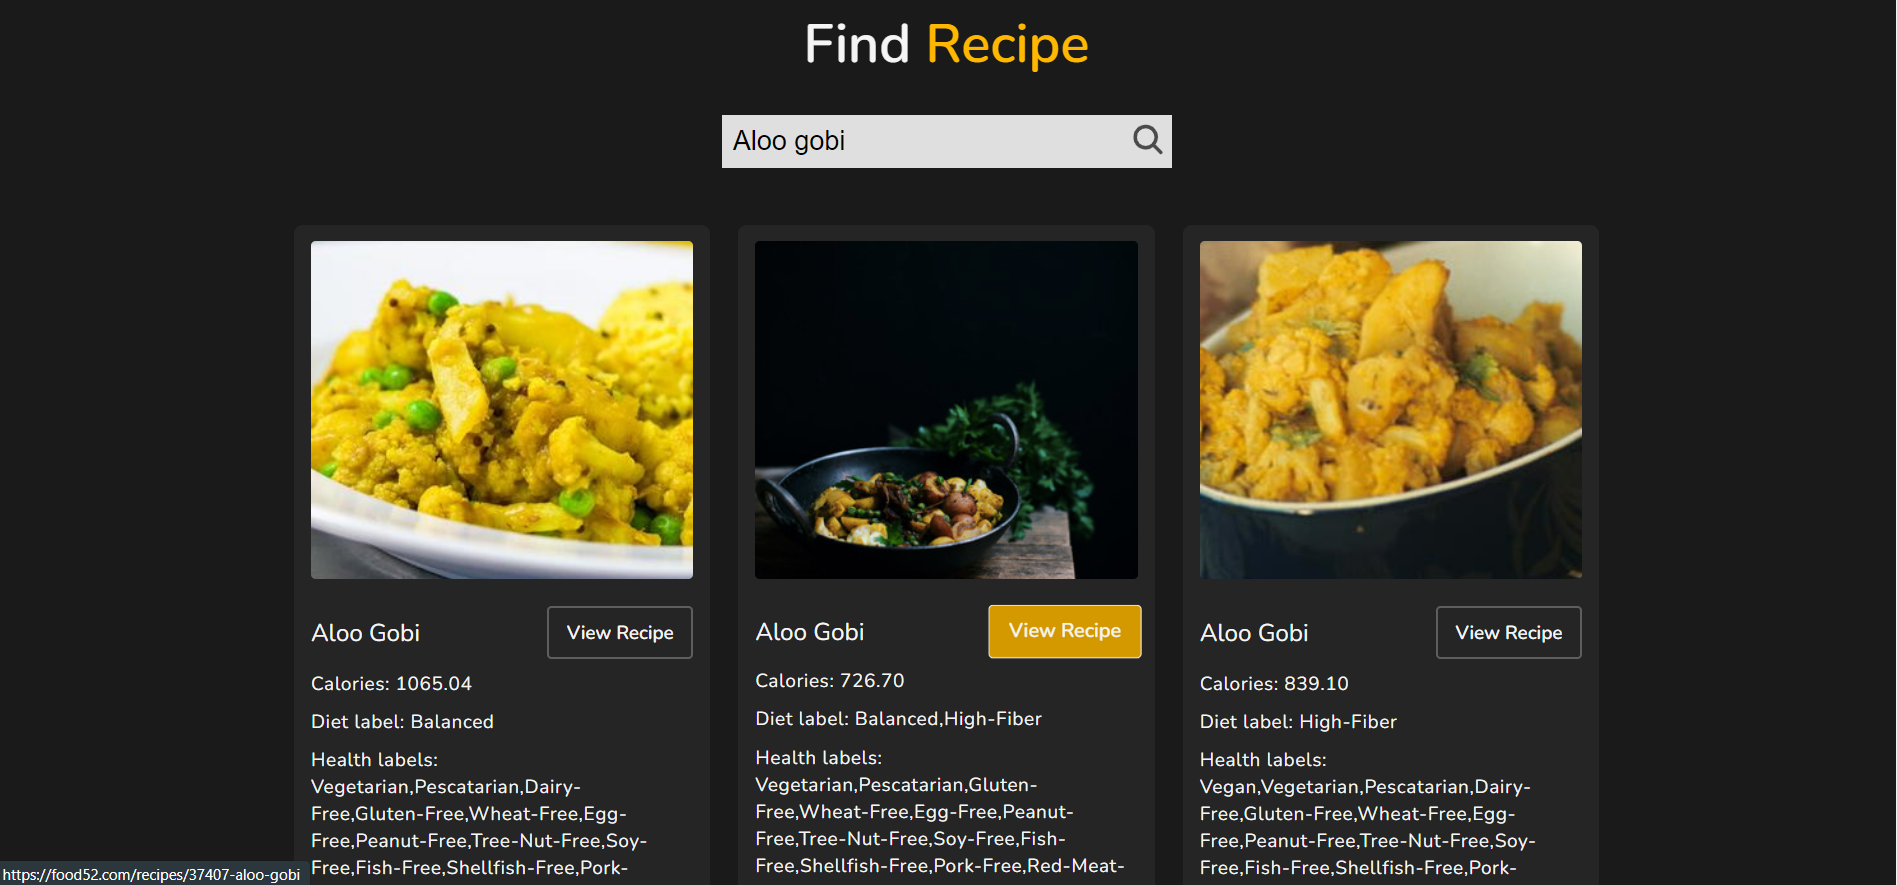 Find Recipe
Aloo gobi
Aloo Gobi
View Recipe
Calories: 1065.04
Diet label: Balanced
Health labels:
Vegetarian,Pescatarian,Dairy-
Free,Gluten-Free,Wheat-Free,Egg-
Free,Peanut-Free,Tree-Nut-Free,Soy-
Free,Fish-Free,Shellfish-Free,Pork-
Aloo Gobi
View Recipe
Calories: 726.70
Diet label: Balanced,High-Fiber
Health labels:
Vegetarian,Pescatarian,Gluten-
Free,Wheat-Free,Egg-Free,Peanut-
Free,Tree-Nut-Free,Soy-Free,Fish-
Free,Shellfish-Free,Pork-Free,Red-Meat-
Aloo Gobi
View Recipe
Calories: 839.10
Diet label: High-Fiber
Health labels:
Vegan,Vegetarian,Pescatarian,Dairy-
Free,Gluten-Free,Wheat-Free,Egg-
Free,Peanut-Free,Tree-Nut-Free,Soy-
Free,Fish-Free,Shellfish-Free,Pork-
https://food52.com/recipes/37407-aloo-gobi